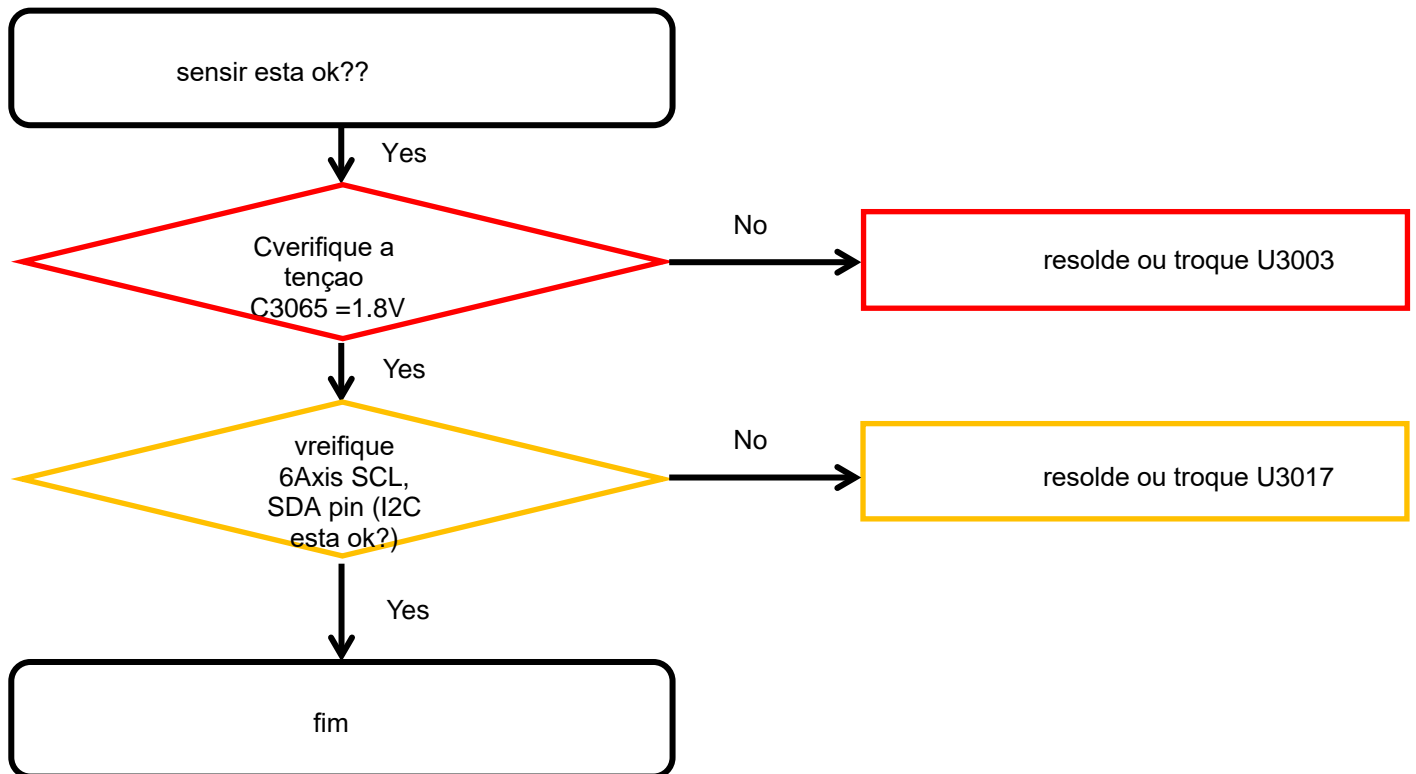 sensir esta ok??
Yes
Cverifique a
tençao
C3065 =1.8V
No
resolde ou troque U3003
Yes
vreifique
6Axis SCL,
SDA pin (I2C
esta ok?)
No
resolde ou troque U3017
Yes
fim